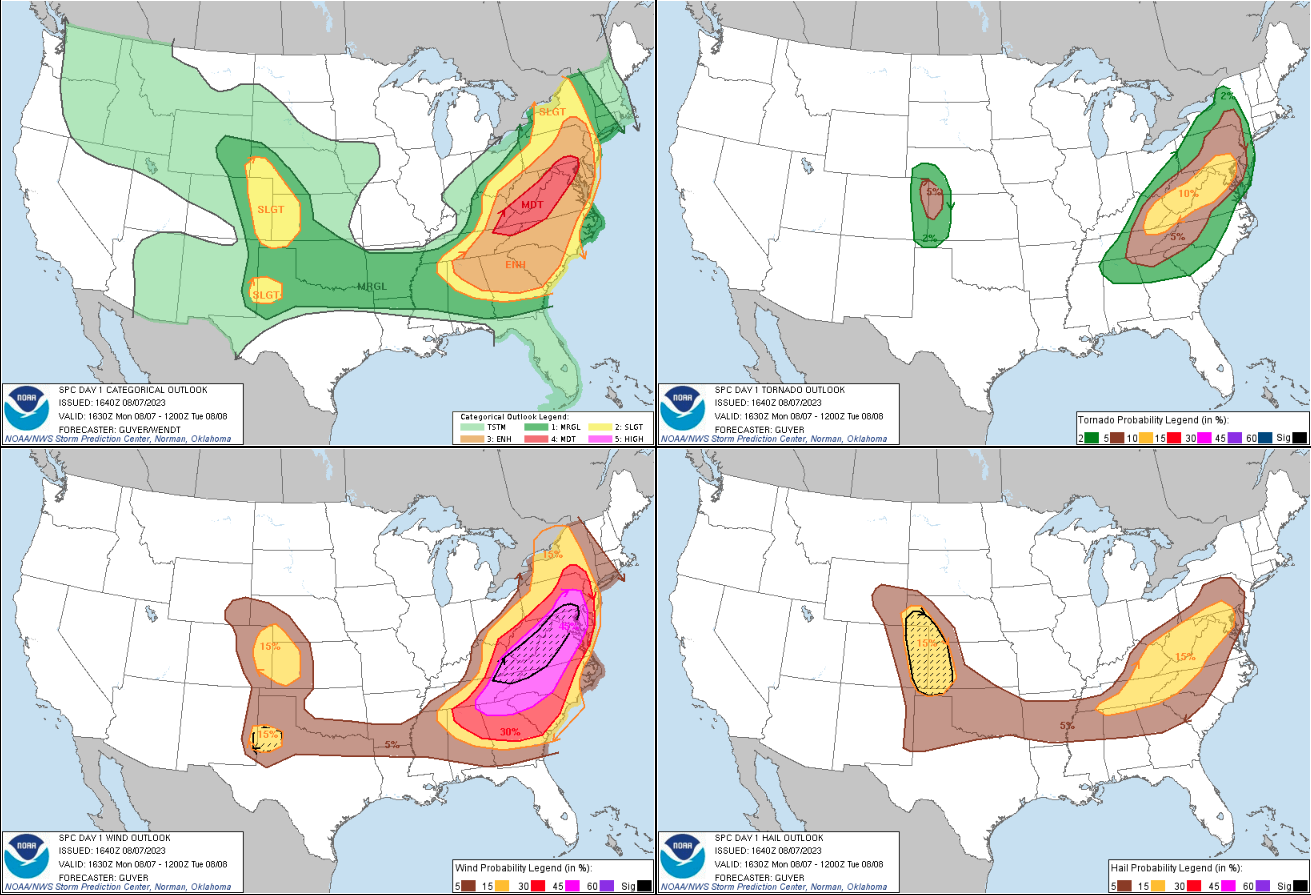 SLGT
SLGT
MDT
SLGT
ENH
MRGL
SLGT
NOAA
SPC DAY 1 CATEGORICAL OUTLOOK
ISSUED: 1640Z 08/07/2023
VALID: 1630Z Mon 08/07 - 1200Z Tue 08/08
FORECASTER: GUYER/WENDT
NOAA/NWS Storm Prediction Center, Norman, Oklahoma
Categorical Outlook Legend:
TSTM 1: MRGL 2: SLGT
3: ENH 4: MDT 5: HIGH
2%
5%
10%
2%
5%
NOAA
SPC DAY 1 TORNADO OUTLOOK
ISSUED: 1640Z 08/07/2023
VALID: 1630Z Mon 08/07 - 1200Z Tue 08/08
FORECASTER: GUYER
NOAA/NWS Storm Prediction Center, Norman, Oklahoma
Tornado Probability Legend (in %):
2 5 10 15 30 45 60 Sig
15%
45%
15%
15%
30%
5%
NOAA
SPC DAY 1 WIND OUTLOOK
ISSUED: 1640Z 08/07/2023
VALID: 1630Z Mon 08/07 - 1200Z Tue 08/08
FORECASTER: GUYER
NOAA/NWS Storm Prediction Center, Norman, Oklahoma
Wind Probability Legend (in %):
5 15 30 45 60 Sig
15%
15%
5%
NOAA
SPC DAY 1 HAIL OUTLOOK
ISSUED: 1640Z 08/07/2023
VALID: 1630Z Mon 08/07 - 1200Z Tue 08/08
FORECASTER: GUYER
NOAA/NWS Storm Prediction Center, Norman, Oklahoma
Hail Probability Legend (in %):
5 15 30 45 60 Sig